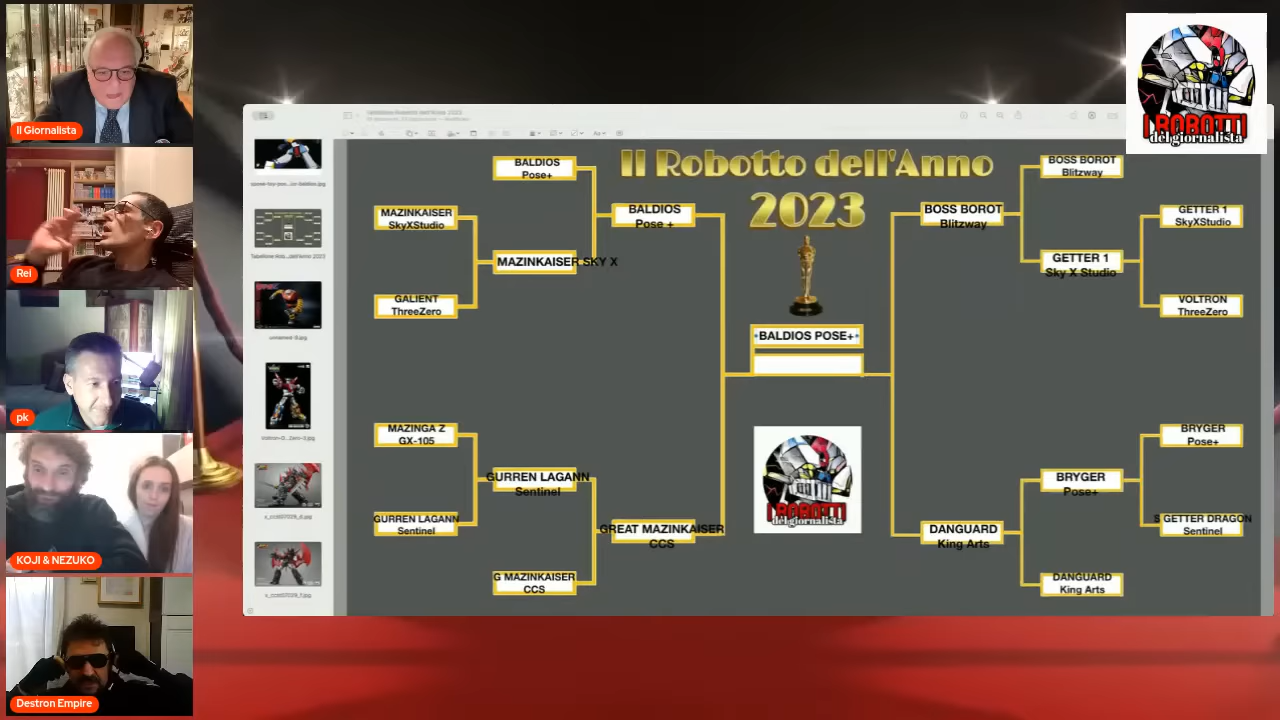 Il Giornalista
Rei
pk
KOJI & NEZUKO
Destron Empire
I ROBOTTI
del giornalista
Il Robotto dell'Anno
2023
BALDIOS
Pose+
MAZINKAISER
SkyXStudio
BALDIOS
Pose +
MAZINKAISER SKY X
GALIENT
ThreeZero
MAZINGA Z
GX-105
GURREN LAGANN
Sentinel
GURREN LAGANN
Sentinel
GREAT MAZINKAISER
CCS
G MAZINKAISER
CCS
*BALDIOS POSE+*
I ROBOTTI
del giornalista
BOSS BOROT
Blitzway
BOSS BOROT
Blitzway
GETTER 1
SkyXStudio
GETTER 1
Sky X Studio
VOLTRON
ThreeZero
BRYGER
Pose+
BRYGER
Pose+
S GETTER DRAGON
Sentinel
DANGUARD
King Arts
DANGUARD
King Arts